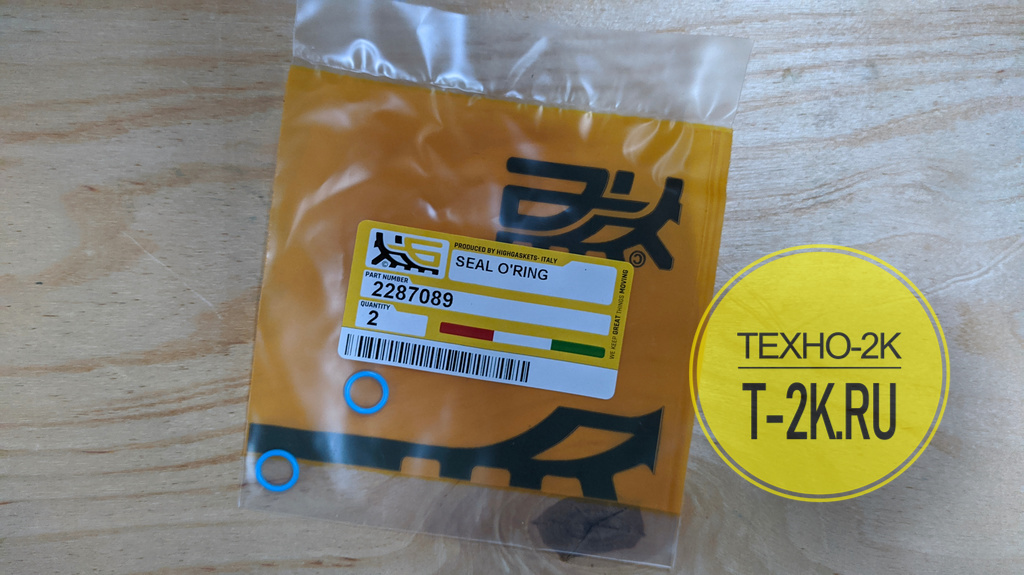 PRODUCED BY HIGHGASKETS- ITALY
SEAL O'RING
PART NUMBER
2287089
QUANTITY
2
WE KEEP GREAT THINGS MOVING
©
©
ТЕХНО-2К
T-2K.RU